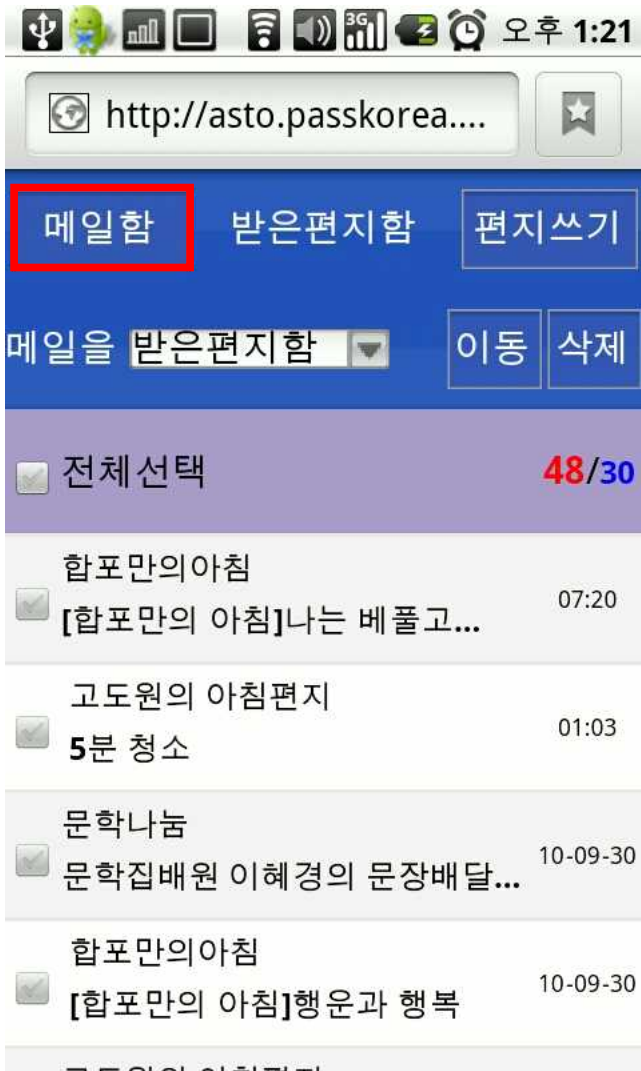 3G 오후 1:21
http://asto.passkorea....
메일함 받은편지함 편지쓰기
메일을 받은편지함 이동 삭제
전체선택 48/30
합포만의아침
[합포만의 아침]나는 베풀고... 07:20
고도원의 아침편지
5분 청소 01:03
문학나눔
문학집배원 이혜경의 문장배달... 10-09-30
합포만의아침
[합포만의 아침]행운과 행복 10-09-30